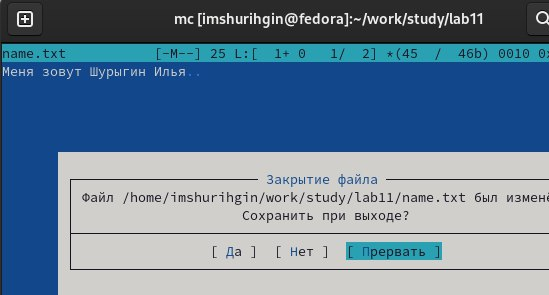 mc [imshurihgin@fedora]:~/work/study/lab11
name.txt [-M--] 25 L:[ 1+ 0 1/ 2] *(45 / 46b) 0010 0x
Меня зовут Шурыгин Илья..
Закрытие файла
Файл /home/imshurihgin/work/study/lab11/name.txt был изменё
Сохранить при выходе?
[ Да ] [ Нет ] [ Прервать ]